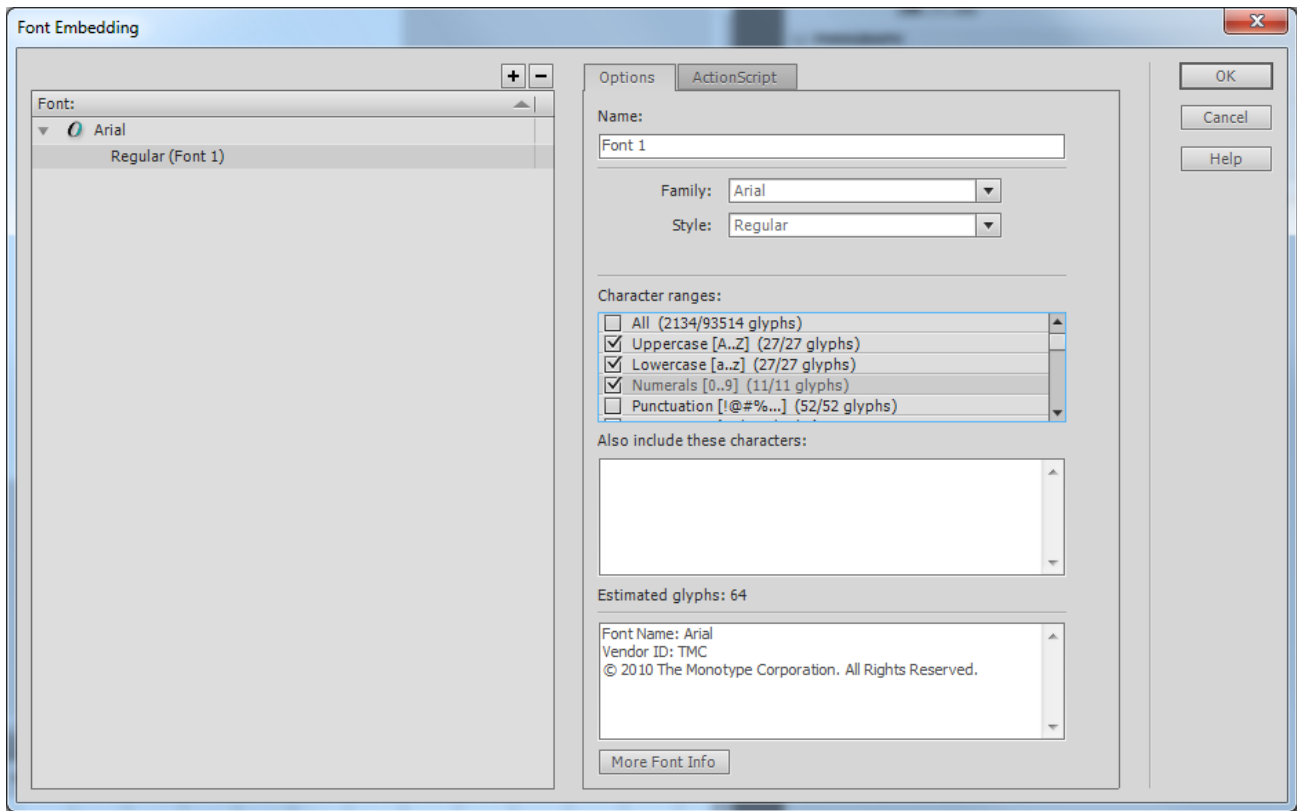 Font Embedding
Font:
Arial
Regular (Font 1)
Options
ActionScript
Name:
Font 1
Family: Arial
Style: Regular
Character ranges:
All (2134/93514 glyphs)
Uppercase [A..Z] (27/27 glyphs)
Lowercase [a..z] (27/27 glyphs)
Numerals [0..9] (11/11 glyphs)
Punctuation [!@#%...] (52/52 glyphs)
Also include these characters:
Estimated glyphs: 64
Font Name: Arial
Vendor ID: TMC
© 2010 The Monotype Corporation. All Rights Reserved.
More Font Info
OK
Cancel
Help